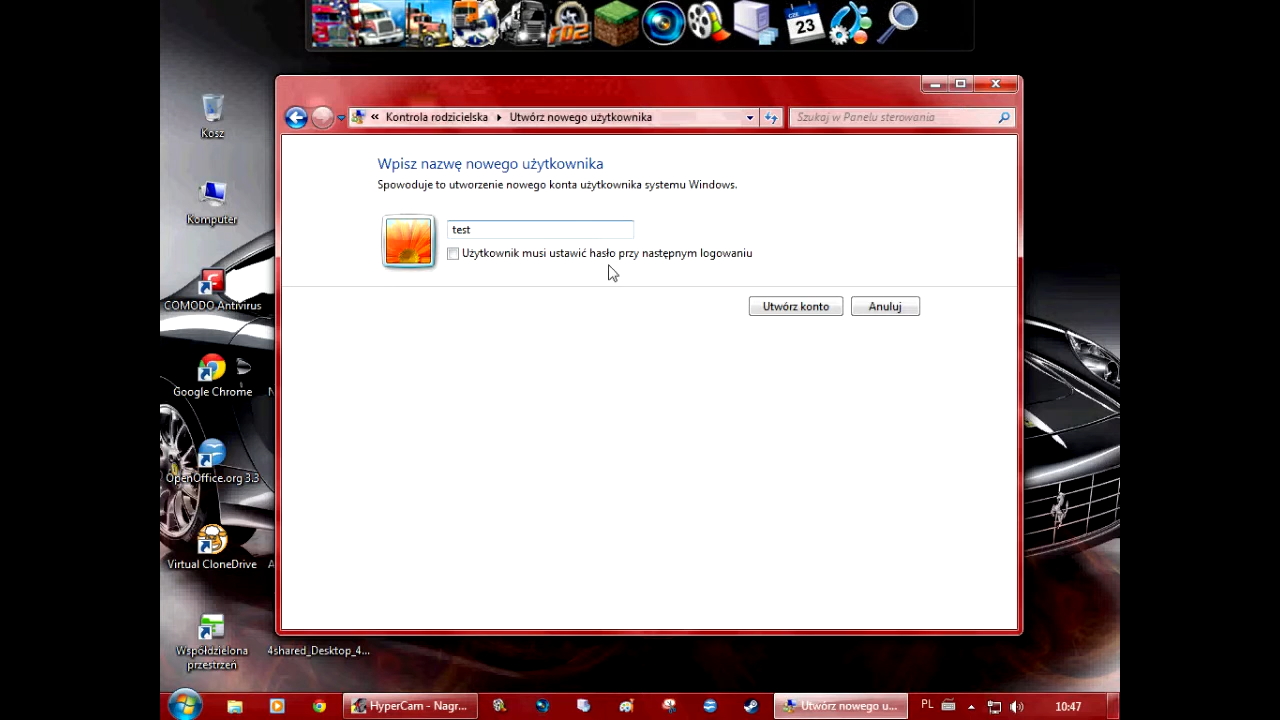 FD2
CZE
23
« Kontrola rodzicielska ▸ Utwórz nowego użytkownika
Szukaj w Panelu sterowania
Wpisz nazwę nowego użytkownika
Spowoduje to utworzenie nowego konta użytkownika systemu Windows.
test
Użytkownik musi ustawić hasło przy następnym logowaniu
Utwórz konto
Anuluj
Kosz
Komputer
COMODO Antivirus
Google Chrome
OpenOffice.org 3.3
Virtual CloneDrive
Współdzielona
przestrzeń
4shared_Desktop_4...
HyperCam - Nagr...
Utwórz nowego u...
PL
10:47